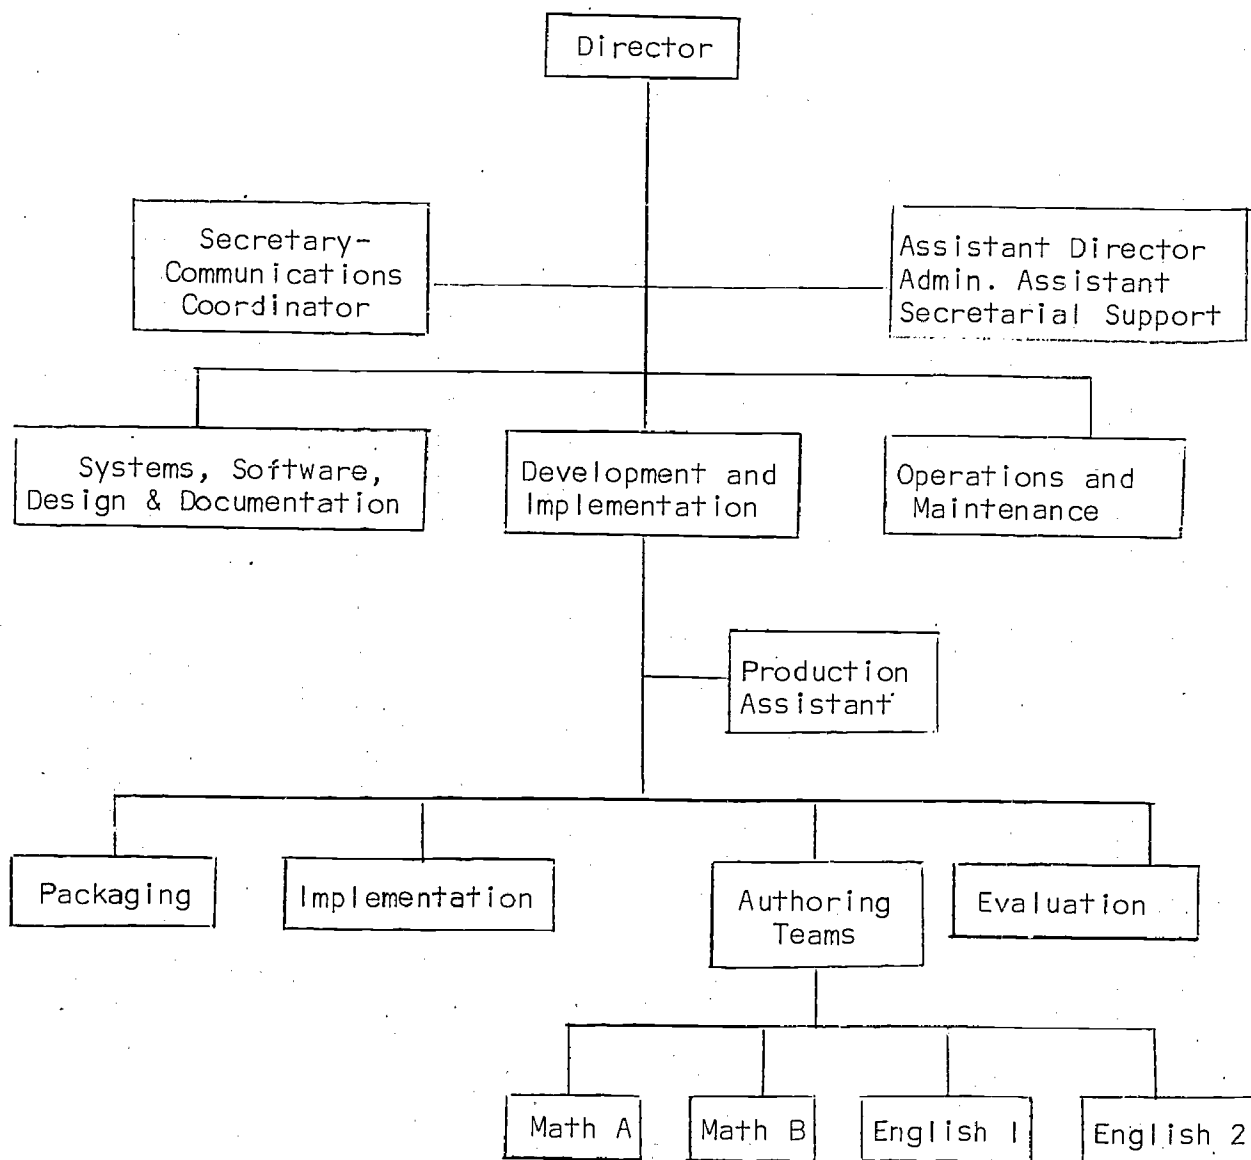 Director
Secretary-
Communications
Coordinator
Assistant Director
Admin. Assistant
Secretarial Support
Systems, Software,
Design & Documentation
Development and
Implementation
Operations and
Maintenance
Production
Assistant
Packaging
Implementation
Authoring
Teams
Evaluation
Math A
Math B
English 1
English 2